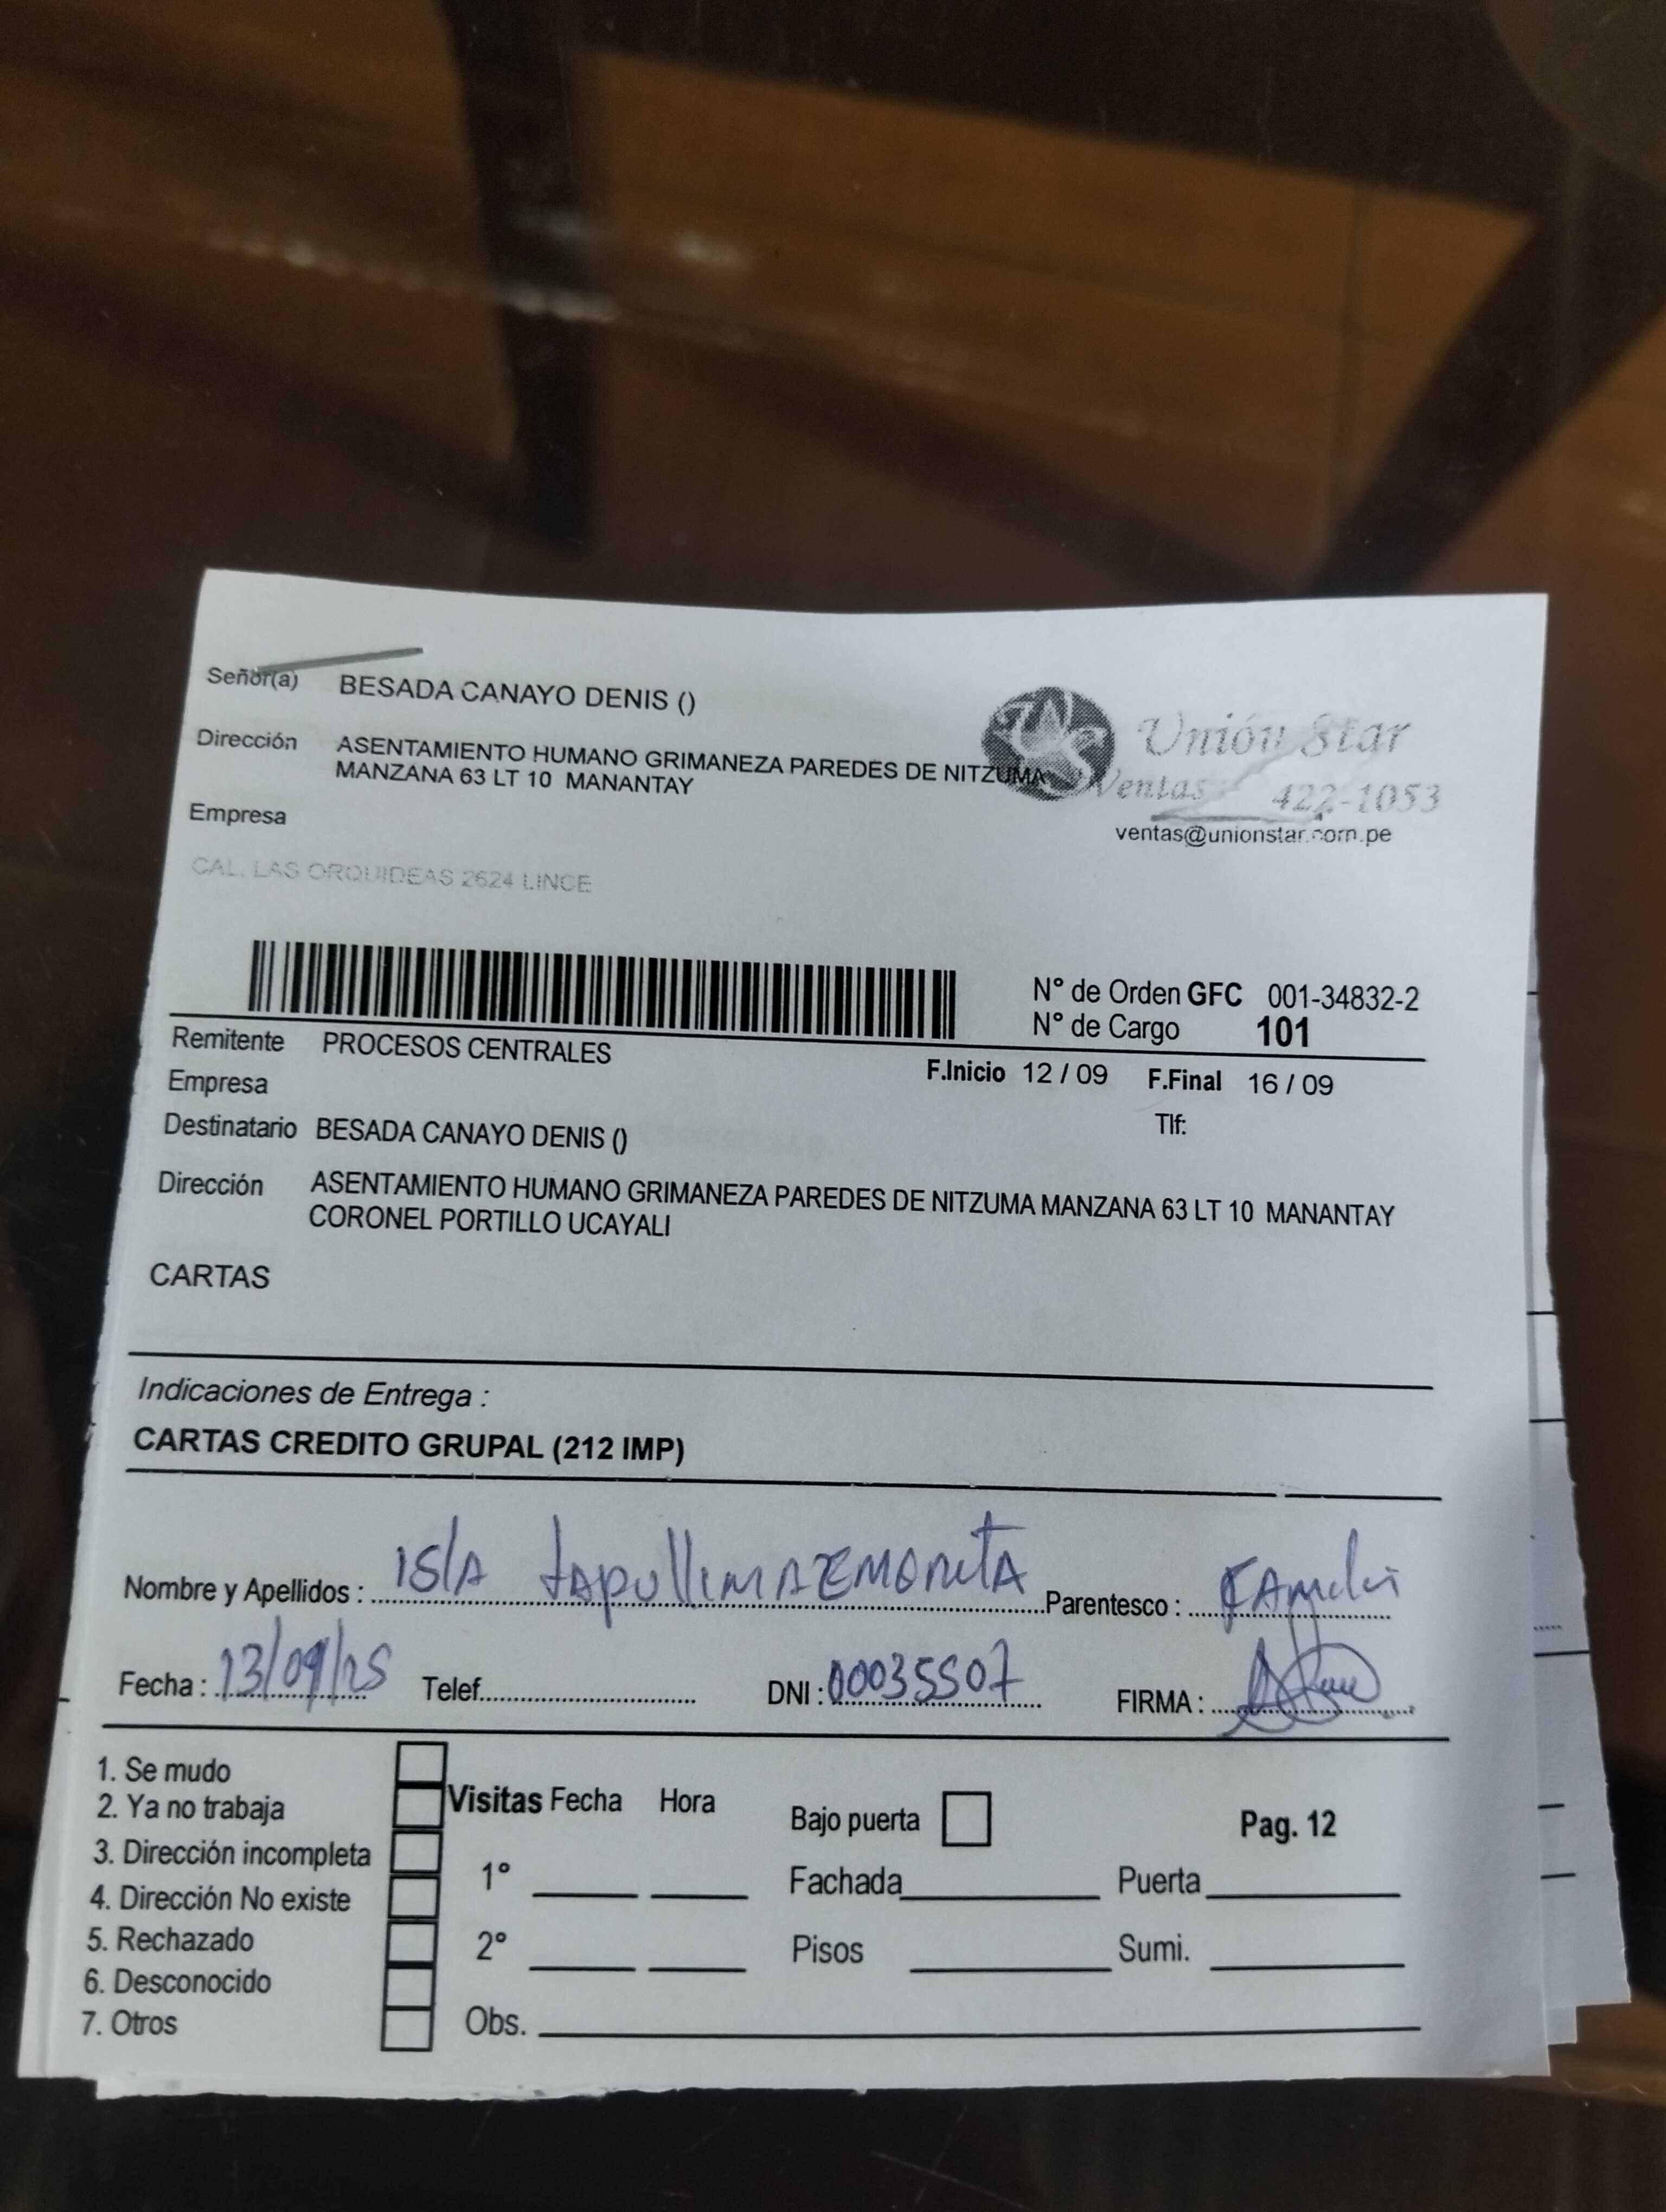 Señor(a) BESADA CANAYO DENIS ()
Dirección ASENTAMIENTO HUMANO GRIMANEZA PAREDES DE NITZUMA
MANZANA 63 LT 10 MANANTAY
Empresa
CAL. LAS ORQUIDEAS 2624 LINCE
Unión Star
Ventas 422-1053
ventas@unionstar.com.pe
N° de Orden GFC 001-34832-2
N° de Cargo 101
Remitente PROCESOS CENTRALES
F.Inicio 12 / 09 F.Final 16 / 09
Empresa
Tlf:
Destinatario BESADA CANAYO DENIS ()
Dirección ASENTAMIENTO HUMANO GRIMANEZA PAREDES DE NITZUMA MANZANA 63 LT 10 MANANTAY
CORONEL PORTILLO UCAYALI
CARTAS
Indicaciones de Entrega :
CARTAS CREDITO GRUPAL (212 IMP)
Nombre y Apellidos : ISLA Parentesco :
Fecha : 13/09/25 Telef. DNI : 00035507 FIRMA :
1. Se mudo
2. Ya no trabaja
3. Dirección incompleta
4. Dirección No existe
5. Rechazado
6. Desconocido
7. Otros
Visitas Fecha Hora
1°
2°
Obs.
Bajo puerta Pag. 12
Fachada Puerta
Pisos Sumi.